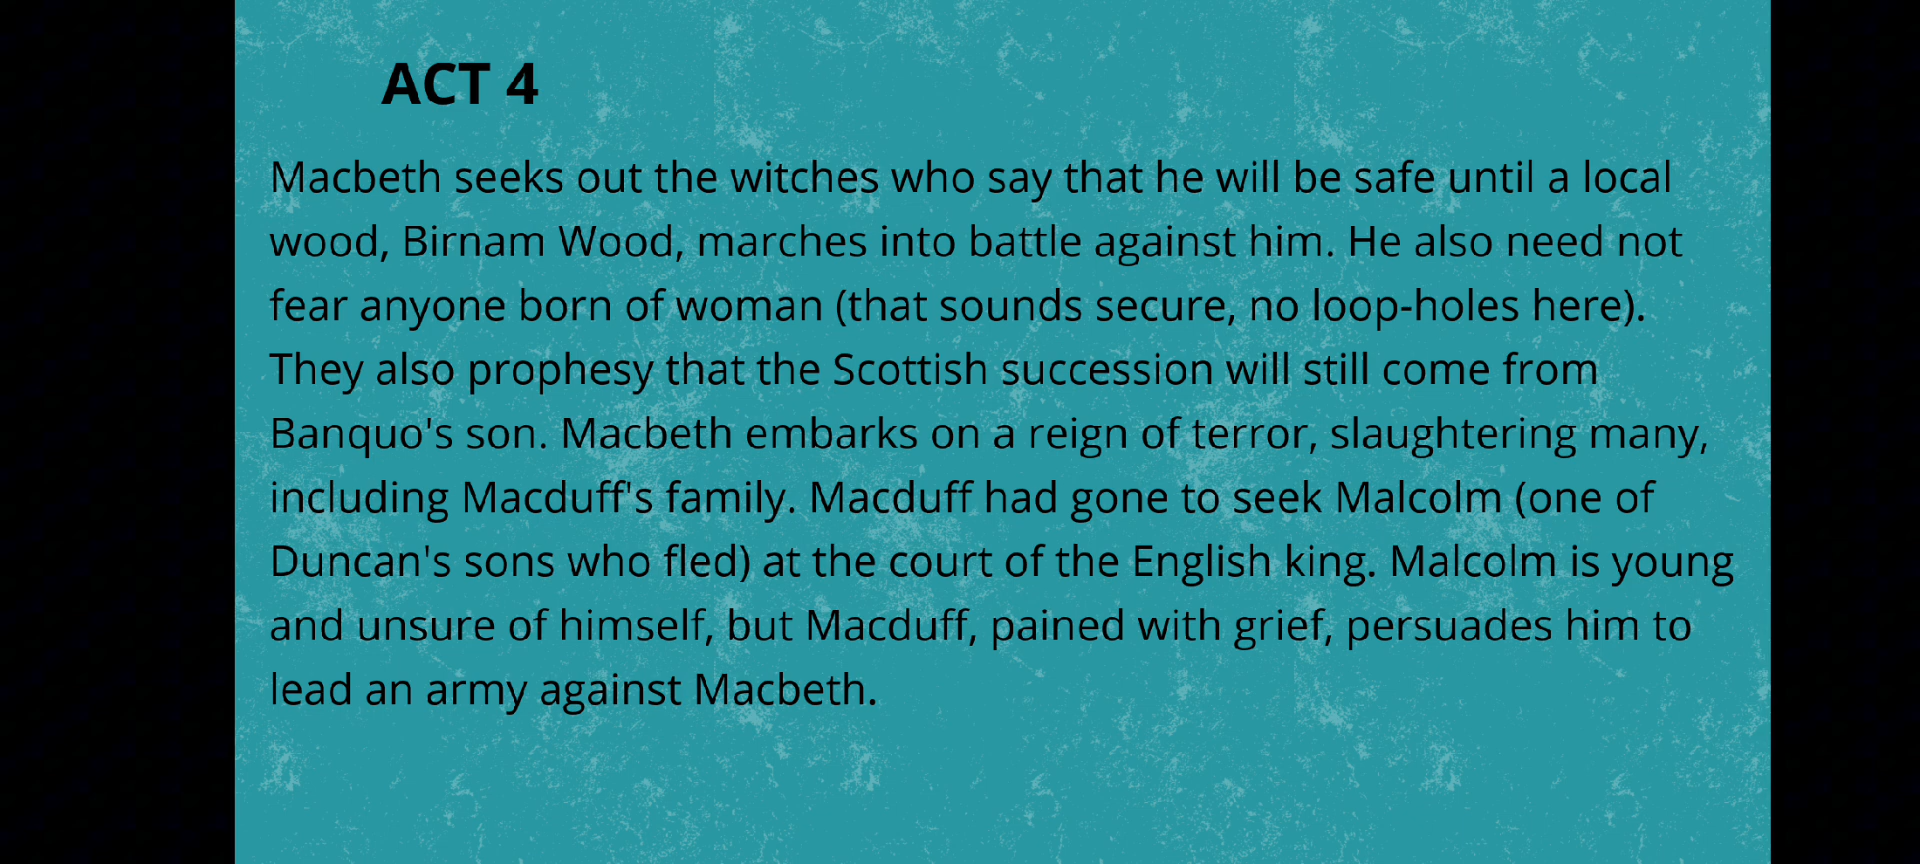 ACT 4
Macbeth seeks out the witches who say that he will be safe until a local
wood, Birnam Wood, marches into battle against him. He also need not
fear anyone born of woman (that sounds secure, no loop-holes here).
They also prophesy that the Scottish succession will still come from
Banquo's son. Macbeth embarks on a reign of terror, slaughtering many,
including Macduff's family. Macduff had gone to seek Malcolm (one of
Duncan's sons who fled) at the court of the English king. Malcolm is young
and unsure of himself, but Macduff, pained with grief, persuades him to
lead an army against Macbeth.